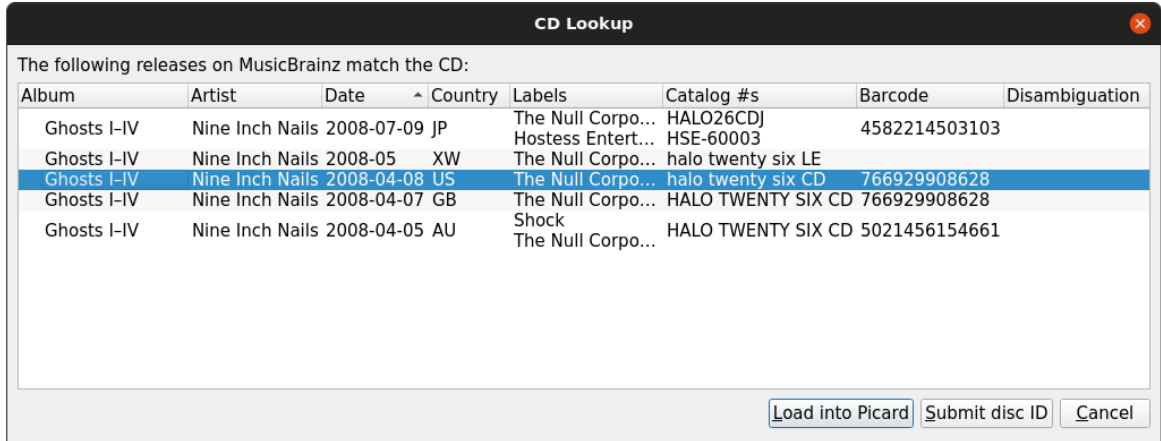 CD Lookup
The following releases on MusicBrainz match the CD:
Album Artist Date Country Labels Catalog #s Barcode Disambiguation
Ghosts I–IV Nine Inch Nails 2008-07-09 JP The Null Corpo... HALO26CDJ 4582214503103
Hostess Entert... HSE-60003
Ghosts I–IV Nine Inch Nails 2008-05 XW The Null Corpo... halo twenty six LE
Ghosts I–IV Nine Inch Nails 2008-04-08 US The Null Corpo... halo twenty six CD 766929908628
Ghosts I–IV Nine Inch Nails 2008-04-07 GB The Null Corpo... HALO TWENTY SIX CD 766929908628
Ghosts I–IV Nine Inch Nails 2008-04-05 AU Shock HALO TWENTY SIX CD 5021456154661
The Null Corpo...
Load into Picard Submit disc ID Cancel